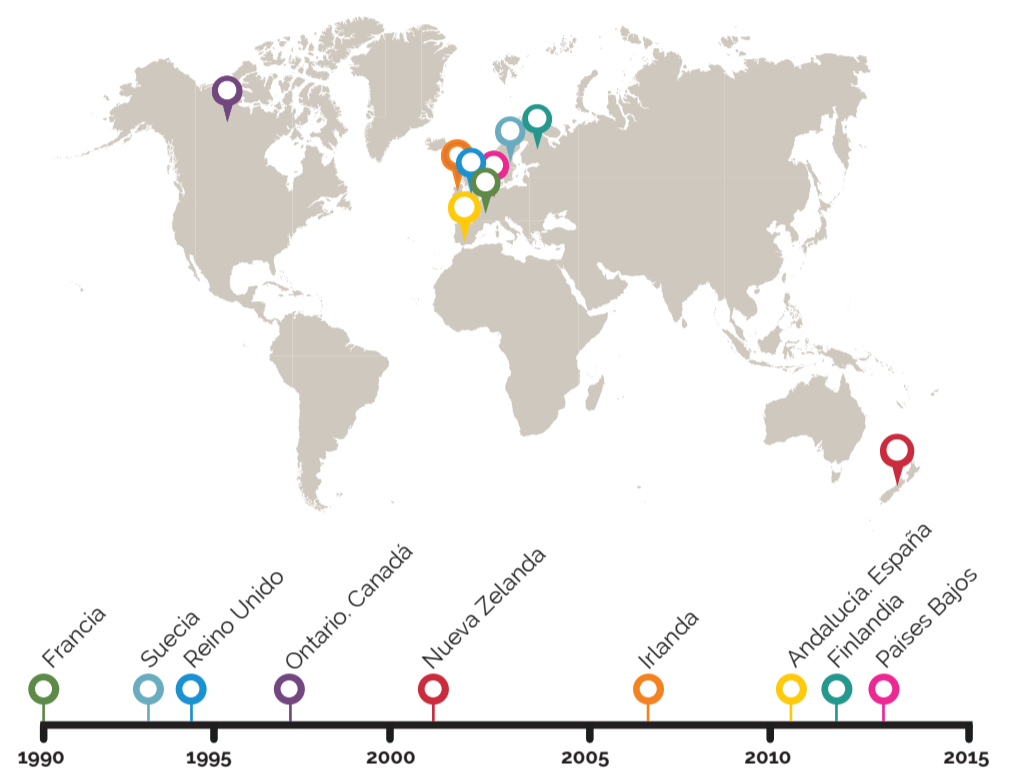 Francia
Suecia
Reino Unido
Ontario. Canadá
Nueva Zelanda
Irlanda
Andalucía. España
Finlandia
Países Bajos
1990
1995
2000
2005
2010
2015